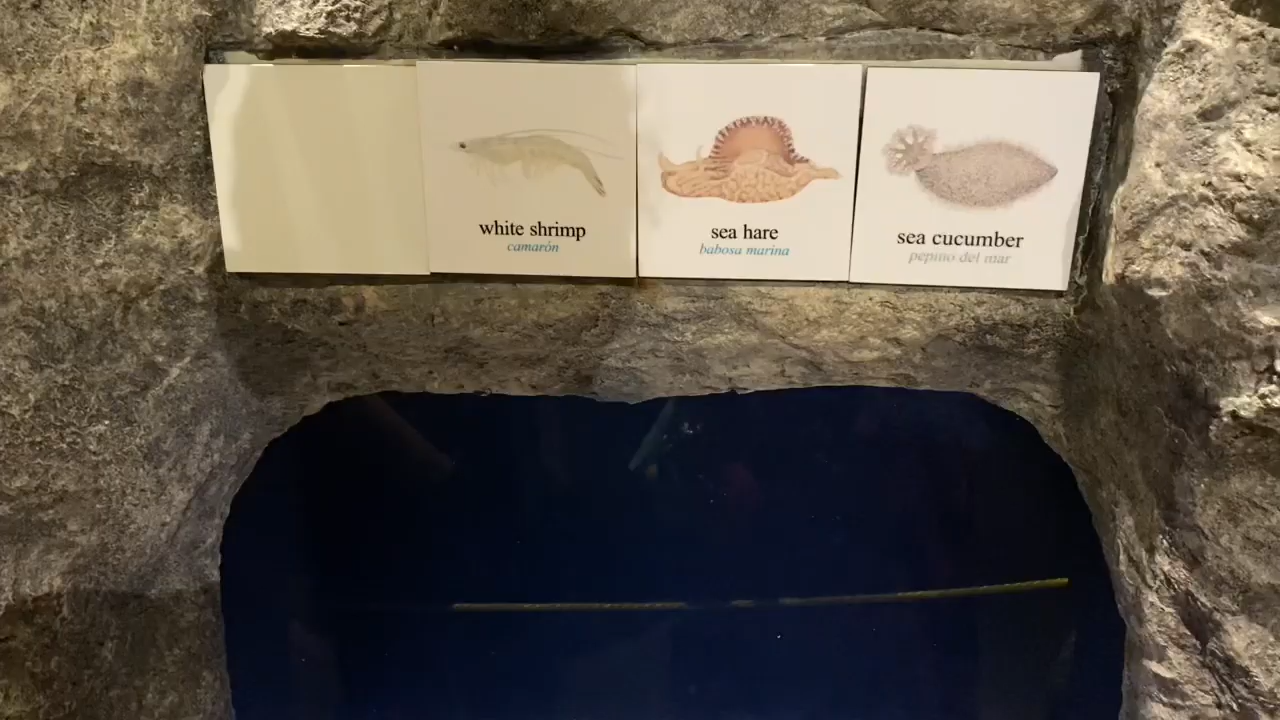 white shrimp
camarón
sea hare
babosa marina
sea cucumber
pepino del mar